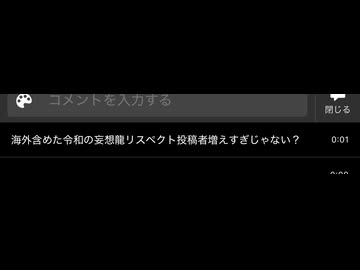 コメントを入力する
閉じる
海外含めた令和の妄想龍リスペクト投稿者増えすぎじゃない？ 0:01